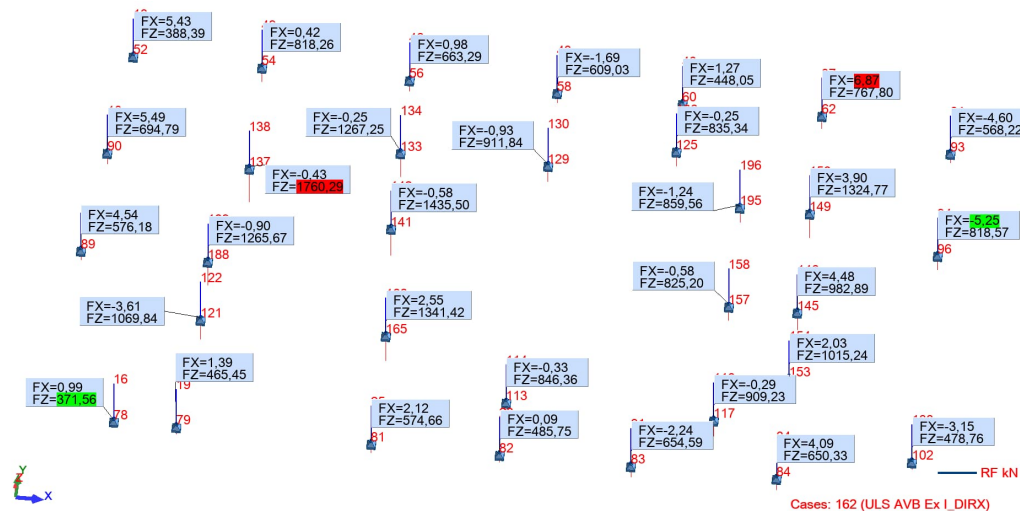 FX=5,43
FZ=388,39
52
FX=0,42
FZ=818,26
54
FX=0,98
FZ=663,29
56
FX=-1,69
FZ=609,03
58
FX=1,27
FZ=448,05
60
FX=6,87
FZ=767,80
62
FX=5,49
FZ=694,79
90
138
137
FX=-0,43
FZ=1760,29
FX=-0,25
FZ=1267,25
134
133
FX=-0,93
FZ=911,84
130
129
FX=-0,25
FZ=835,34
125
FX=-4,60
FZ=568,22
93
FX=-1,24
FZ=859,56
196
195
FX=3,90
FZ=1324,77
149
FX=-0,58
FZ=1435,50
141
FX=4,54
FZ=576,18
89
FX=-0,90
FZ=1265,67
188
FX=-5,25
FZ=818,57
96
122
FX=-3,61
FZ=1069,84
121
FX=-0,58
FZ=825,20
158
157
FX=4,48
FZ=982,89
145
FX=2,55
FZ=1341,42
165
FX=2,03
FZ=1015,24
153
FX=0,99
FZ=371,56
16
78
FX=1,39
FZ=465,45
19
79
FX=-0,33
FZ=846,36
113
FX=-0,29
FZ=909,23
117
FX=2,12
FZ=574,66
81
FX=0,09
FZ=485,75
82
FX=-2,24
FZ=654,59
83
FX=4,09
FZ=650,33
84
FX=-3,15
FZ=478,76
102
Y
X
RF kN
Cases: 162 (ULS AVB Ex I_DIRX)